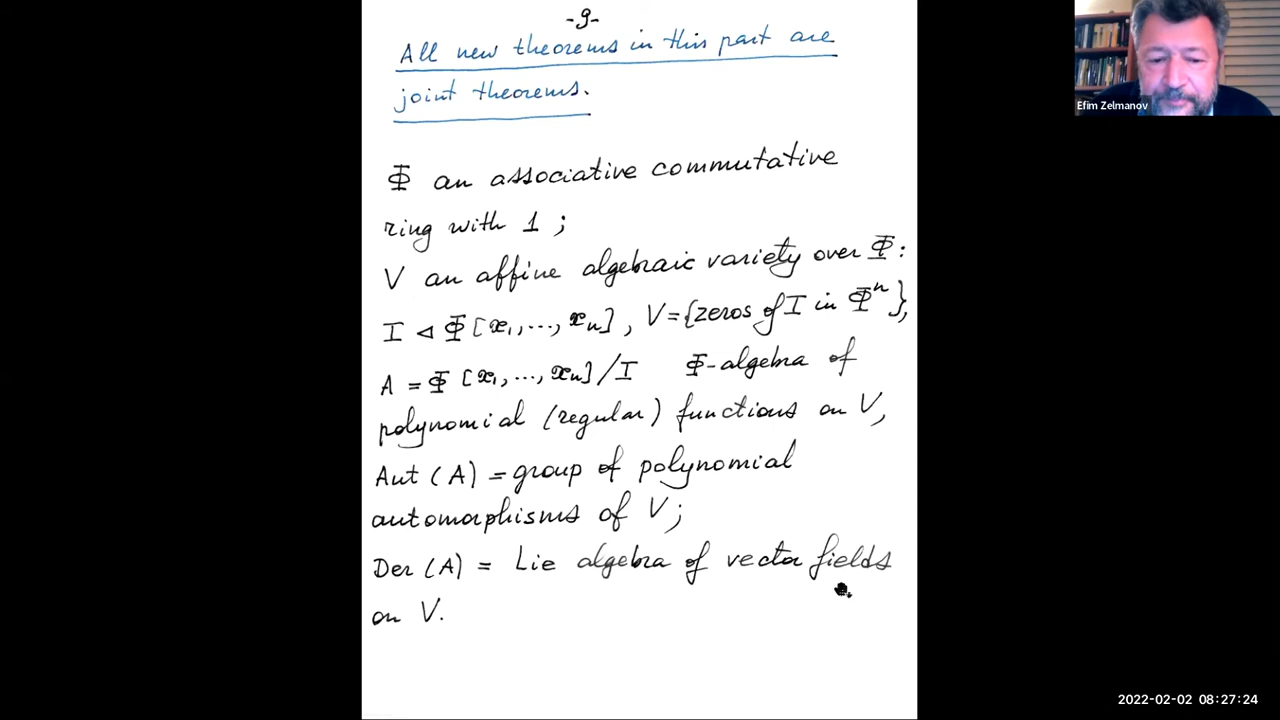 -9-
All new theorems in this part are
joint theorems.
Φ an associative commutative
ring with 1 ;
V an affine algebraic variety over Φ:
I ⊲ Φ [x₁,..., xₙ] , V={zeros of I in Φⁿ},
A = Φ [x₁,..., xₙ]/I Φ-algebra of
polynomial (regular) functions on V,
Aut (A) = group of polynomial
automorphisms of V ;
Der (A) = Lie algebra of vector fields
on V.
Efim Zelmanov
2022-02-02 08:27:24